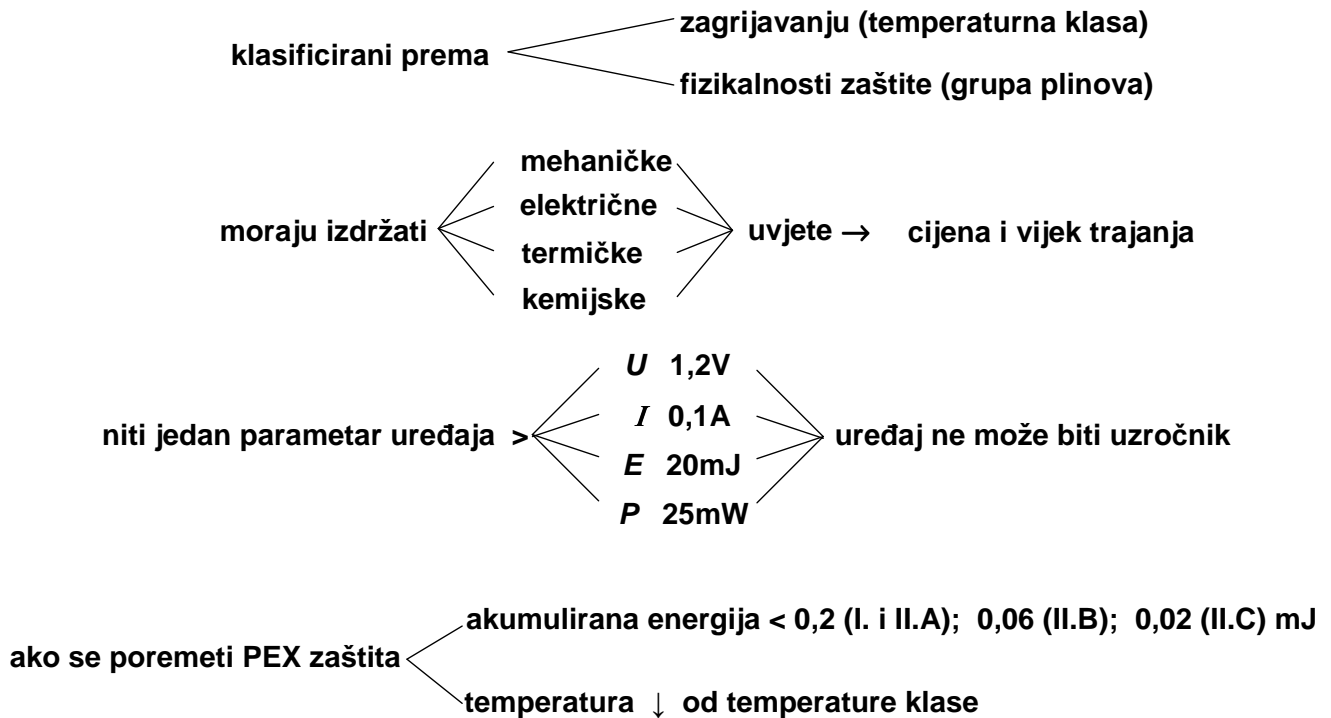 zagrijavanju (temperaturna klasa)
klasificirani prema
fizikalnosti zaštite (grupa plinova)
mehaničke
električne
moraju izdržati
uvjete → cijena i vijek trajanja
termičke
kemijske
U 1,2V
I 0,1A
niti jedan parametar uređaja >
uređaj ne može biti uzročnik
E 20mJ
P 25mW
akumulirana energija < 0,2 (I. i II.A); 0,06 (II.B); 0,02 (II.C) mJ
ako se poremeti PEX zaštita
temperatura ↓ od temperature klase